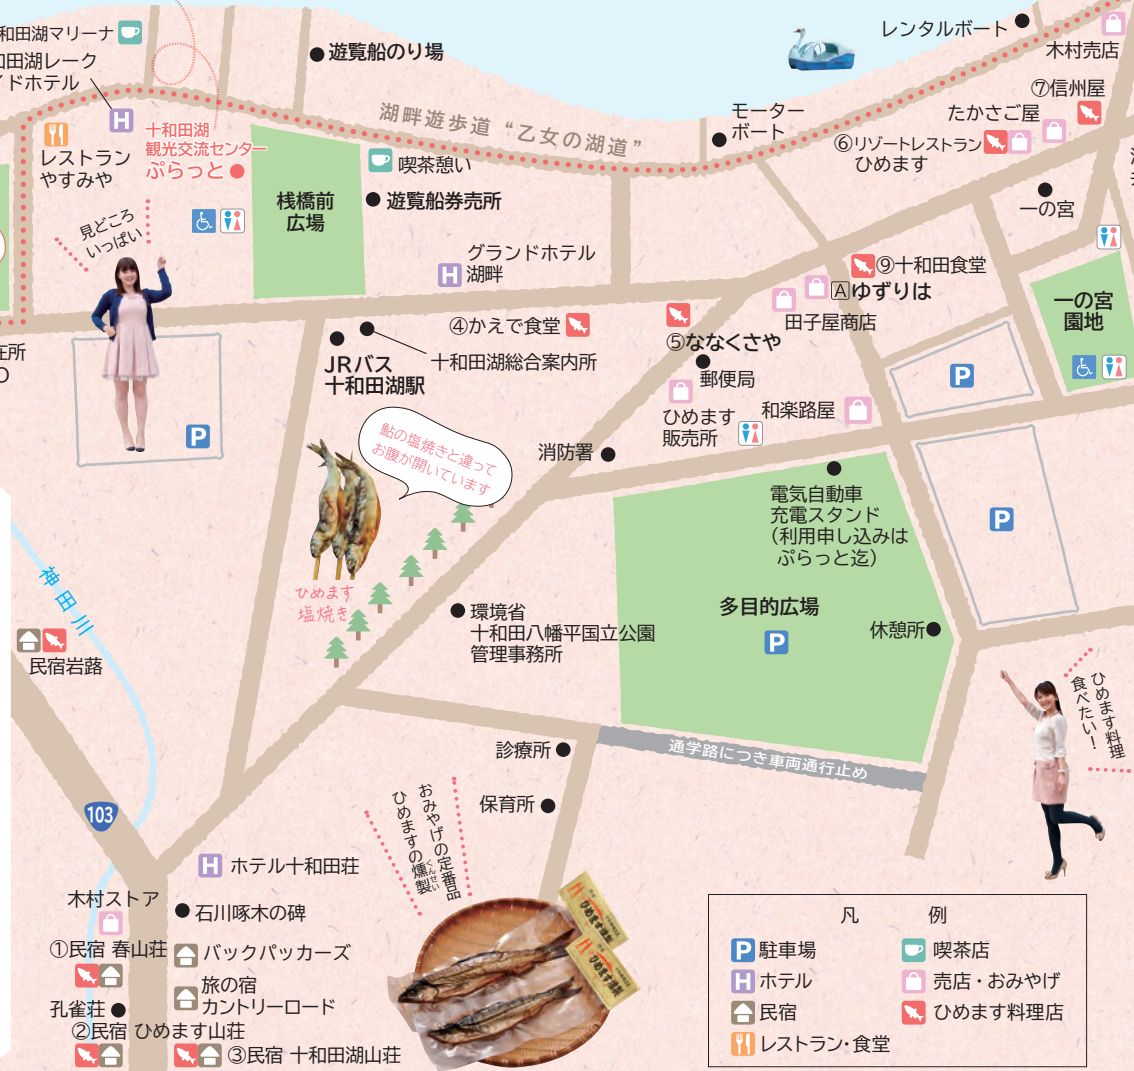 和田湖マリーナ
田湖レーク
イドホテル
H
遊覧船のり場
レンタルボート
木村売店
⑦信州屋
たかさご屋
⑥リゾートレストラン
ひめます
モーター
ボート
湖畔遊歩道 “乙女の湖道”
レストラン
やすみや
十和田湖
観光交流センター
ぷらっと
喫茶憩い
遊覧船券売所
桟橋前
広場
見どころ
いっぱい
一の宮
グランドホテル
湖畔
H
⑨十和田食堂
Aゆずりは
田子屋商店
一の宮
園地
④かえで食堂
⑤ななくさや
在所
JRバス
十和田湖駅
十和田湖総合案内所
郵便局
P
P
ひめます
販売所
和楽路屋
鮎の塩焼きと違って
お腹が開いています
消防署
電気自動車
充電スタンド
(利用申し込みは
ぷらっと迄)
P
神田川
ひめます
塩焼き
環境省
十和田八幡平国立公園
管理事務所
多目的広場
P
休憩所
民宿岩蕗
ひめます料理
食べたい!
診療所
通学路につき車両通行止め
保育所
103
おみやげの定番品
ひめますの燻製
くんせい
H
ホテル十和田荘
木村ストア
石川啄木の碑
①民宿 春山荘
バックパッカーズ
旅の宿
カントリーロード
孔雀荘
②民宿 ひめます山荘
③民宿 十和田湖山荘
ひめます燻製
ひめます燻製
凡 例
P 駐車場
喫茶店
H ホテル
売店・おみやげ
民宿
ひめます料理店
レストラン・食堂